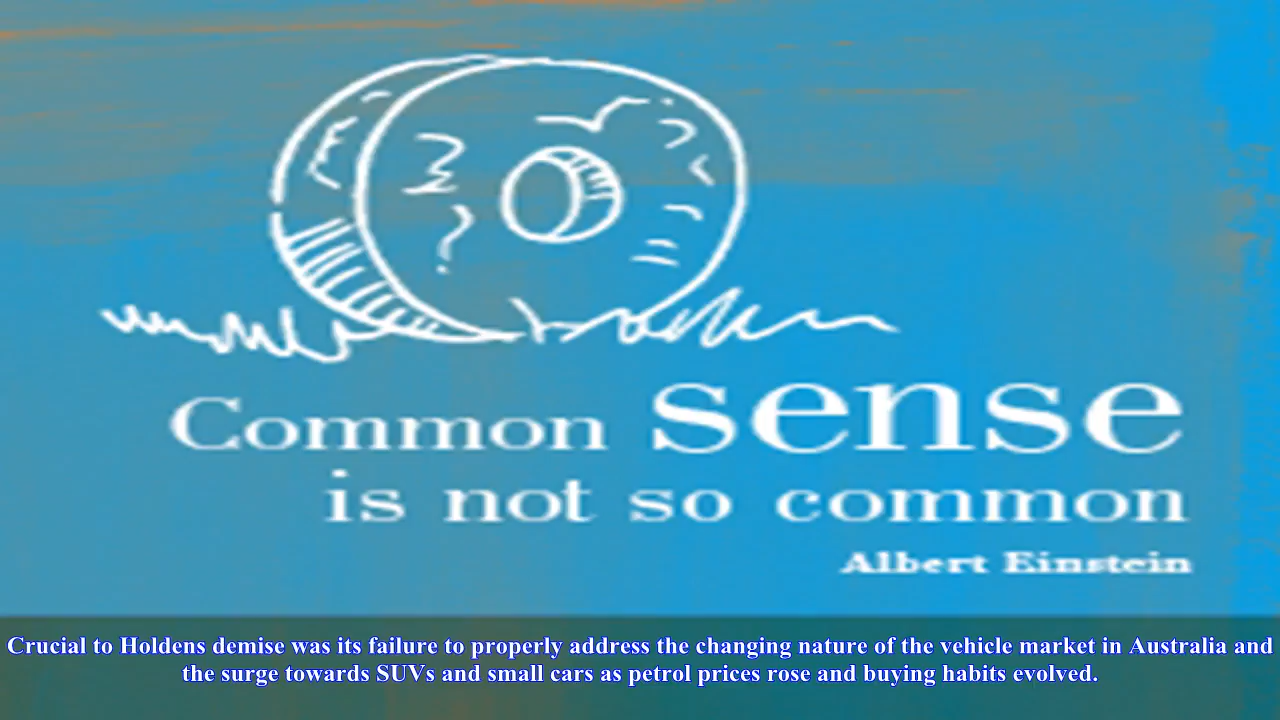 Common sense
is not so common
Albert Einstein
Crucial to Holdens demise was its failure to properly address the changing nature of the vehicle market in Australia and
the surge towards SUVs and small cars as petrol prices rose and buying habits evolved.